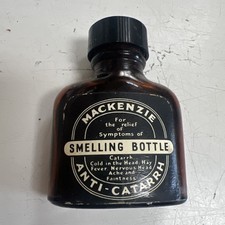 MACKENZIE
For
the relief
of
Symptoms of
SMELLING BOTTLE
Catarrh
Cold in the Head. Hay
Fever. Nervous Head
Ache and
Faintness
ANTI-CATARRH